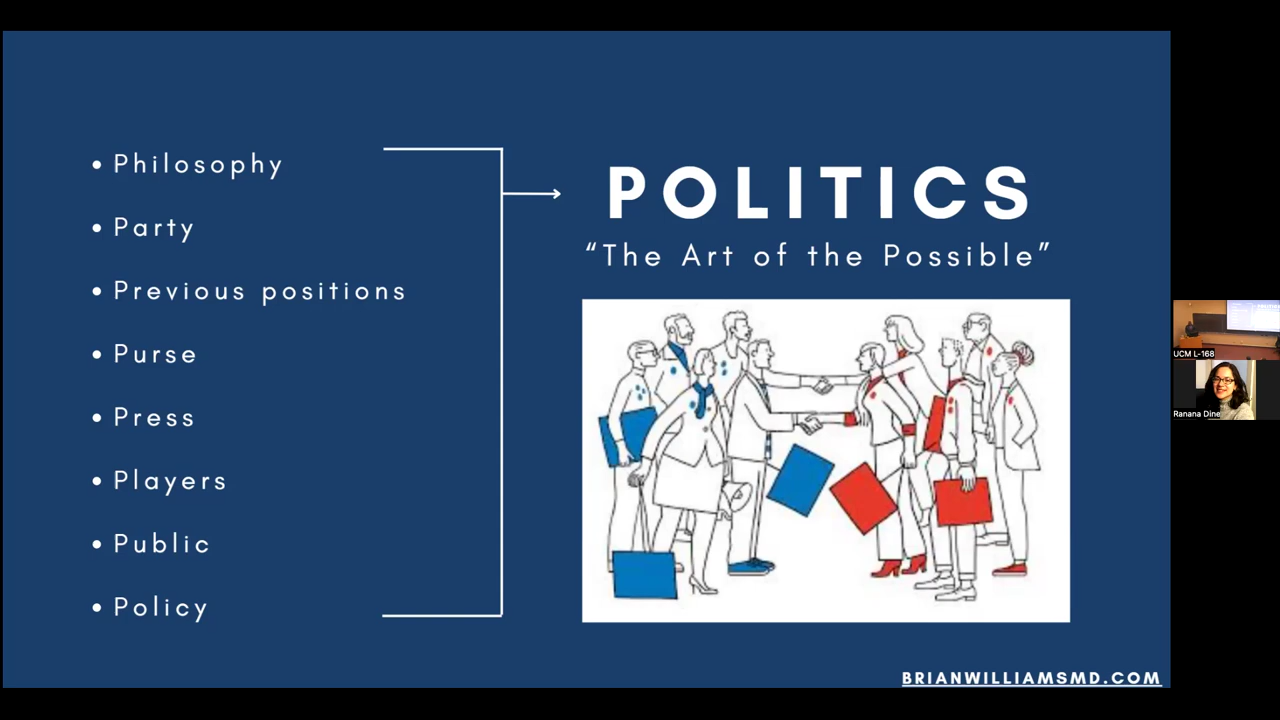 • Philosophy
• Party
• Previous positions
• Purse
• Press
• Players
• Public
• Policy
POLITICS
“The Art of the Possible”
BRIANWILLIAMSMD.COM
UCM L-168
Ranana Dine